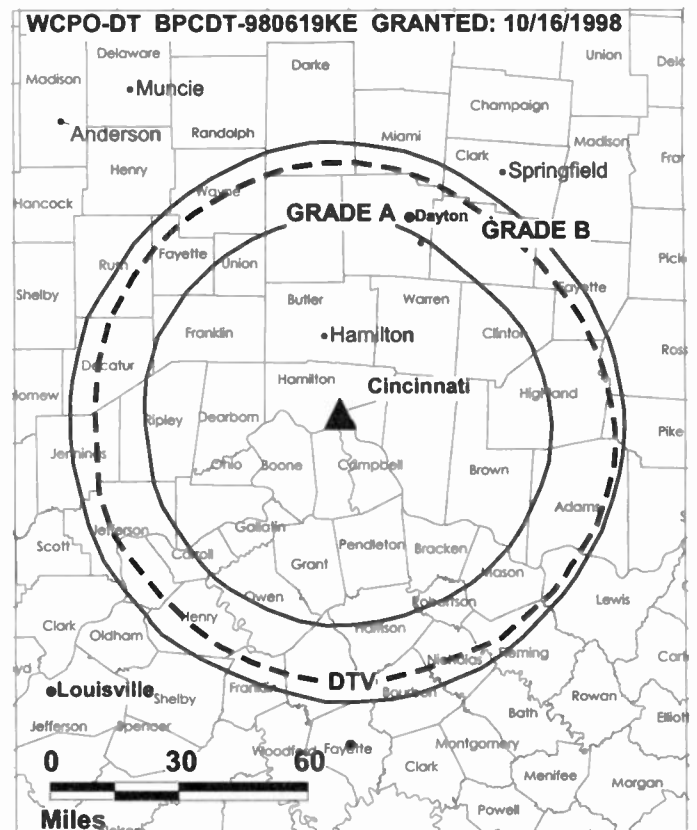 WCPO-DT BPCDT-980619KE GRANTED: 10/16/1998
Delaware
Union
Darke
Madison
Muncie
Champaign
Anderson
Randolph
Miami
Madison
Clark
Henry
Springfield
Wayne
Hancock
GRADE A
Dayton
GRADE B
Fayette
Union
Rush
Fayette
Shelby
Butler
Warren
Franklin
Hamilton
Clinton
Ross
Decatur
Hamilton
Cincinnati
Highland
Ripley
Dearborn
Pike
Jennings
Ohio
Boone
Campbell
Brown
Adams
Jefferson
Gallatin
Scott
Carroll
Grant
Pendleton
Bracken
Mason
Owen
Robertson
Lewis
Henry
Clark
Oldham
Harrison
Nicholas
Fleming
DTV
Louisville
Shelby
Franklin
Bourbon
Rowan
Bath
Elliott
Jefferson
Spencer
Woodford
Fayette
Montgomery
Clark
Menifee
Morgan
0 30 60
Powell
Miles